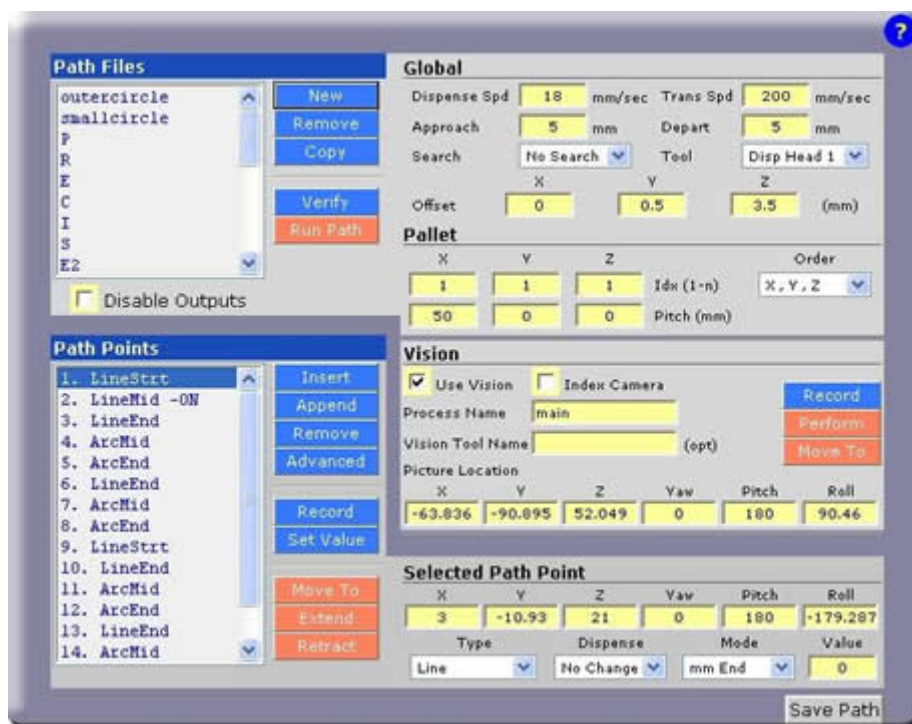 ?
Path Files
outercircle
smallcircle
P
R
E
C
I
S
E2
New
Remove
Copy
Verify
Run Path
Disable Outputs
Global
Dispense Spd 18 mm/sec Trans Spd 200 mm/sec
Approach 5 mm Depart 5 mm
Search No Search Tool Disp Head 1
X Y Z
Offset 0 0.5 3.5 (mm)
Pallet
X Y Z Order
1 1 1 Idx (1-n) X,Y,Z
50 0 0 Pitch (mm)
Path Points
1. LineStrt
2. LineMid -ON
3. LineEnd
4. ArcMid
5. ArcEnd
6. LineEnd
7. ArcMid
8. ArcEnd
9. LineStrt
10. LineEnd
11. ArcMid
12. ArcEnd
13. LineEnd
14. ArcMid
Insert
Append
Remove
Advanced
Record
Set Value
Move To
Extend
Retract
Vision
Use Vision Index Camera
Process Name main
Vision Tool Name (opt)
Record
Perform
Move To
Picture Location
X Y Z Yaw Pitch Roll
-63.836 -90.895 52.049 0 180 90.46
Selected Path Point
X Y Z Yaw Pitch Roll
3 -10.93 21 0 180 -179.287
Type Dispense Mode Value
Line No Change mm End 0
Save Path